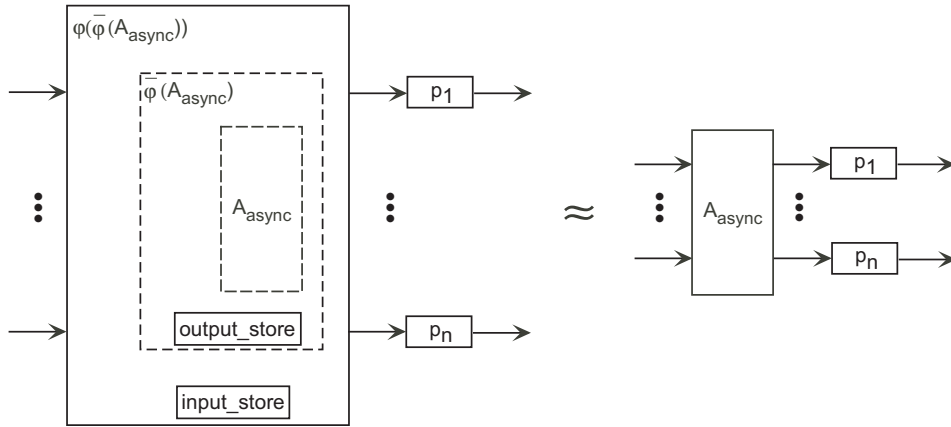 φ(φ̄(A_async))
φ̄(A_async)
A_async
output_store
input_store
p_1
p_n
≈
A_async
p_1
p_n